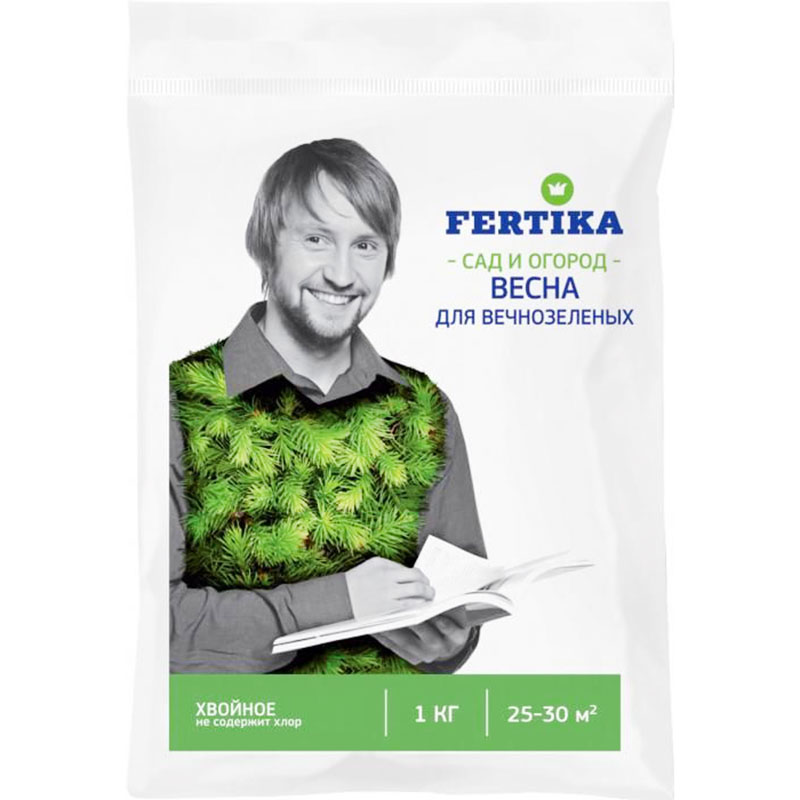 FERTIKA
- САД И ОГОРОД -
ВЕСНА
ДЛЯ ВЕЧНОЗЕЛЕНЫХ
ХВОЙНОЕ
не содержит хлор
1 КГ
25-30 м²